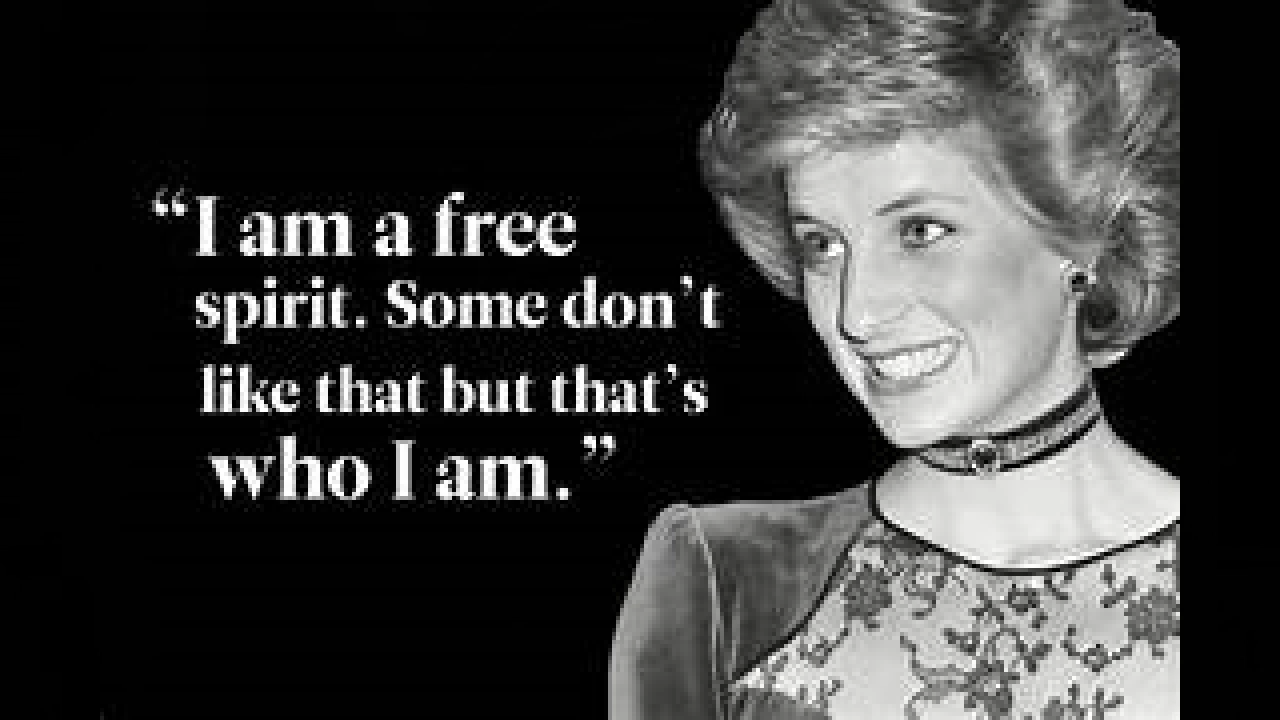 “I am a free
spirit. Some don’t
like that but that’s
who I am.”